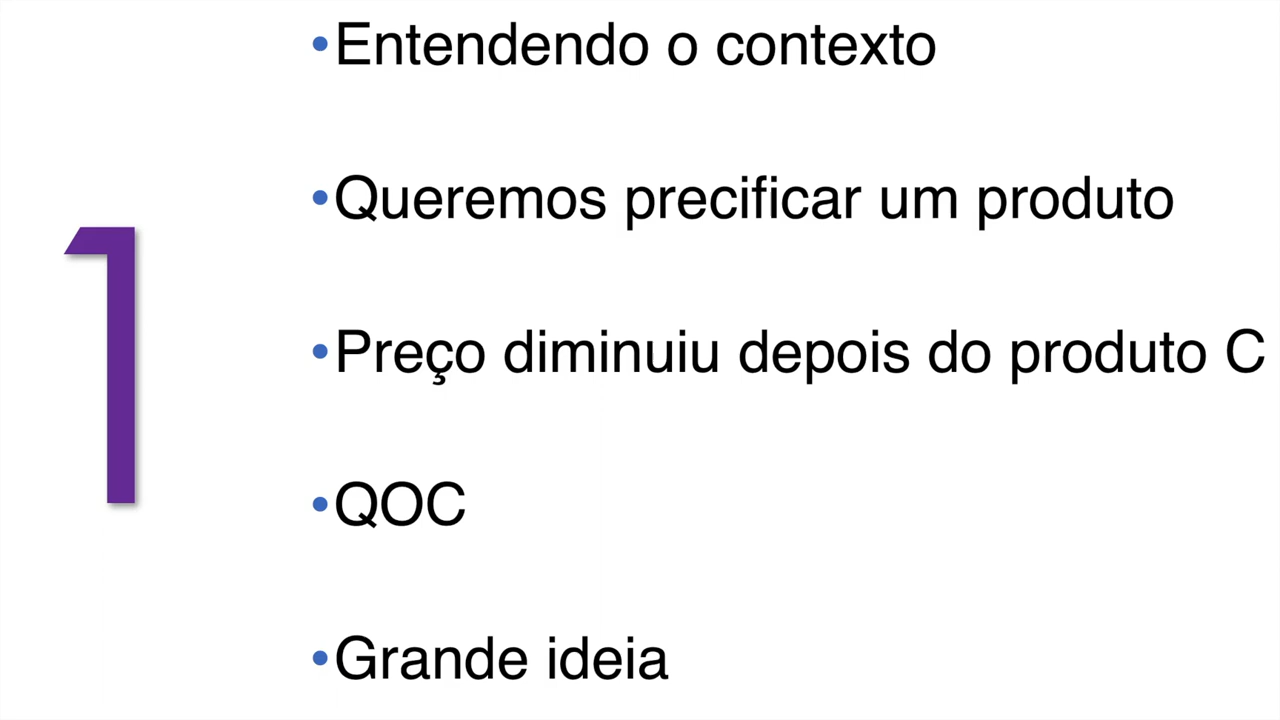 1
•Entendendo o contexto
•Queremos precificar um produto
•Preço diminuiu depois do produto C
•QOC
•Grande ideia